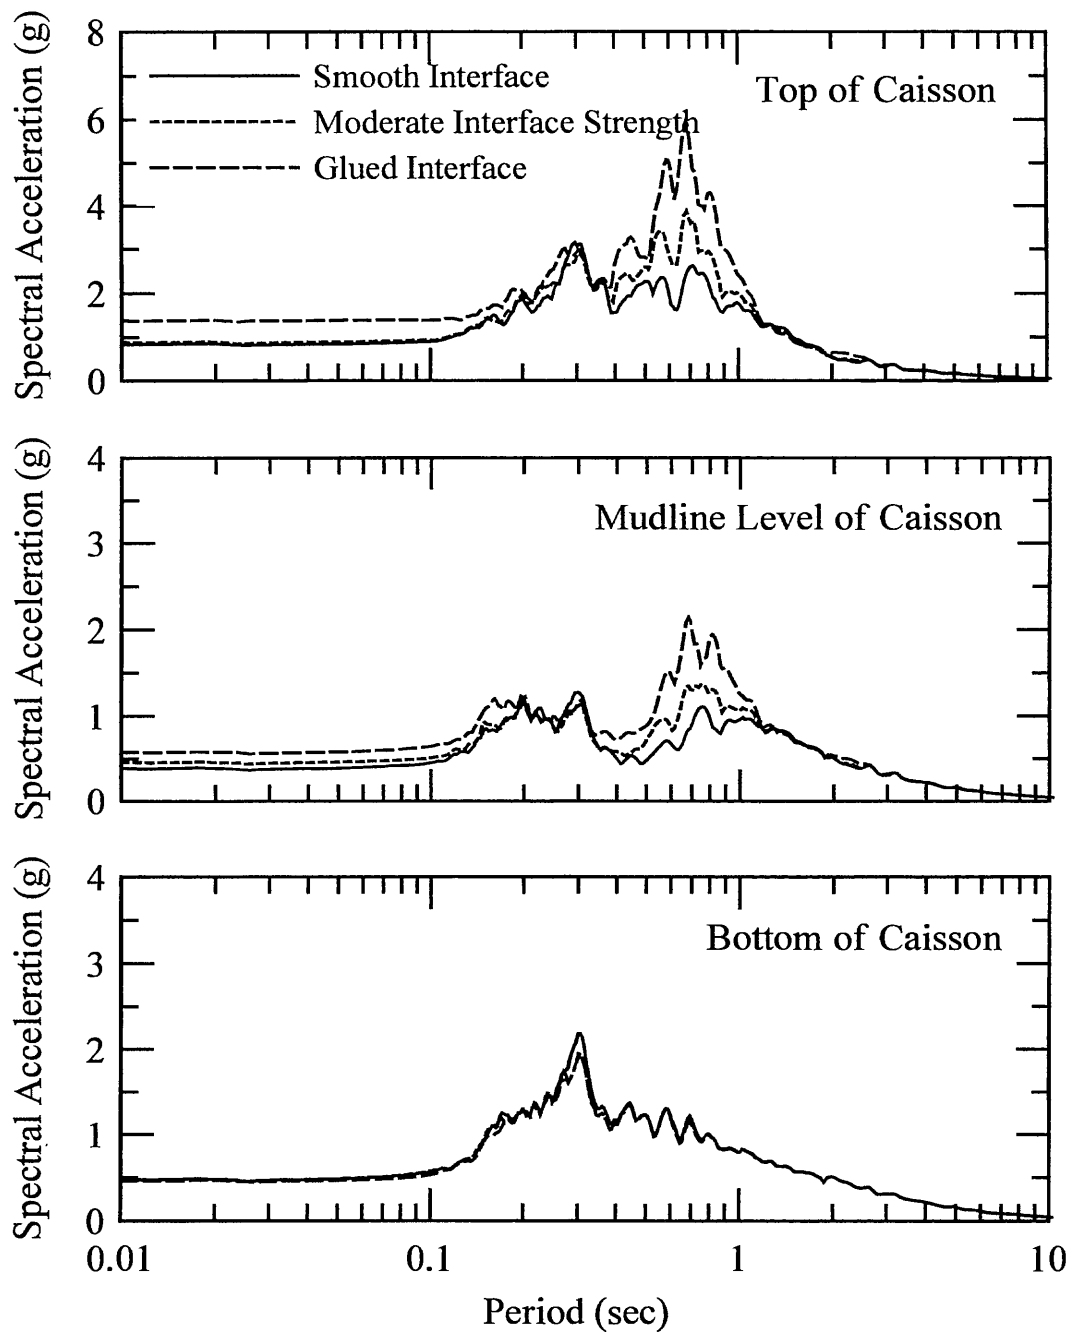 Spectral Acceleration (g)
8
6
4
2
0
Smooth Interface
Moderate Interface Strength
Glued Interface
Top of Caisson
Spectral Acceleration (g)
4
3
2
1
0
Mudline Level of Caisson
Spectral Acceleration (g)
4
3
2
1
0
Bottom of Caisson
0.01 0.1 1 10
Period (sec)